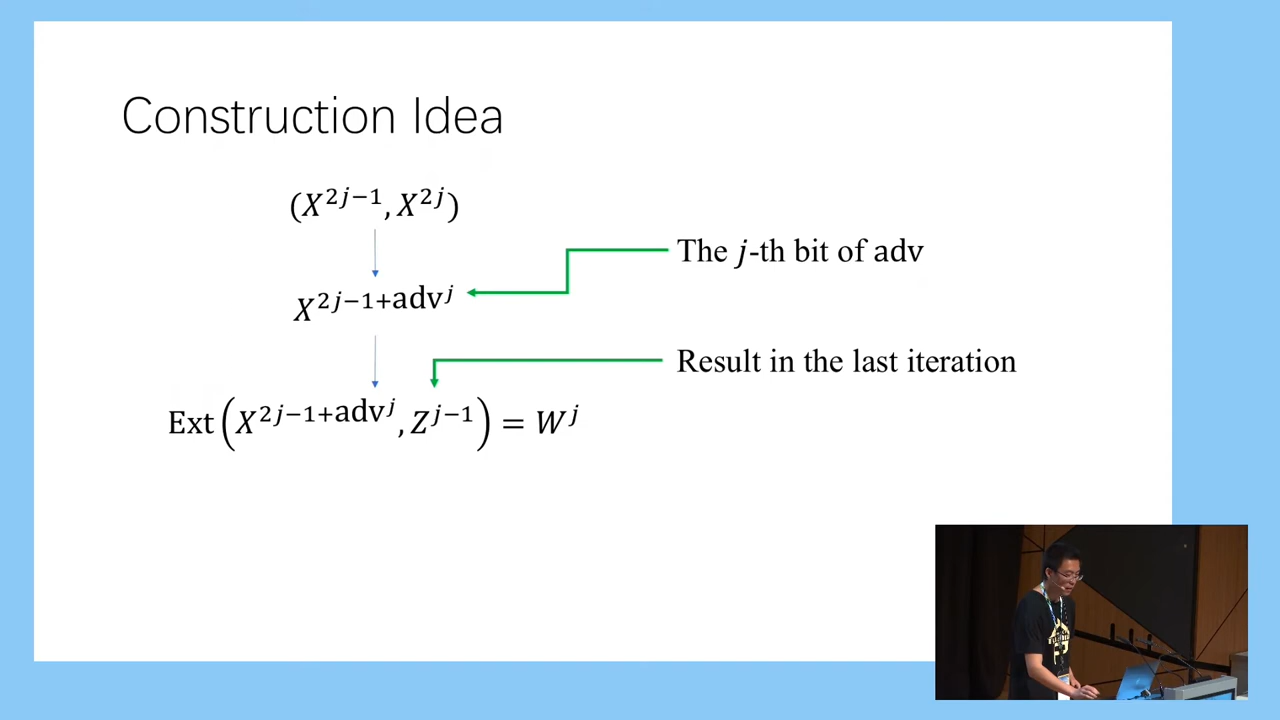 Construction Idea
(X^{2j−1}, X^{2j})
The j-th bit of adv
X^{2j−1+adv^j}
Result in the last iteration
Ext(X^{2j−1+adv^j}, Z^{j−1}) = W^j